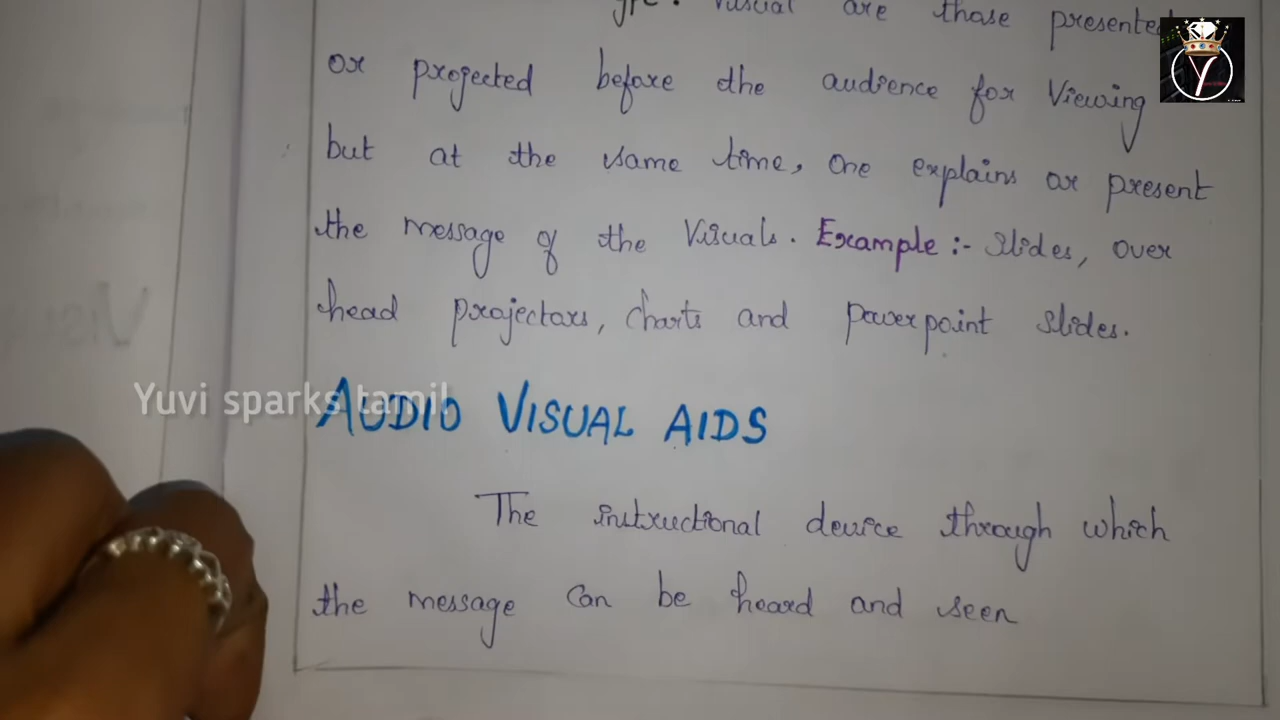 Visual are those presented
or projected before the audience for Viewing
but at the same time, One explains or present
the message of the Visuals. Example :- Slides, over
head projectors, Charts and Powerpoint slides.
Yuvi sparks tamil
AUDIO VISUAL AIDS
The instructional device through which
the message can be heard and seen
Y